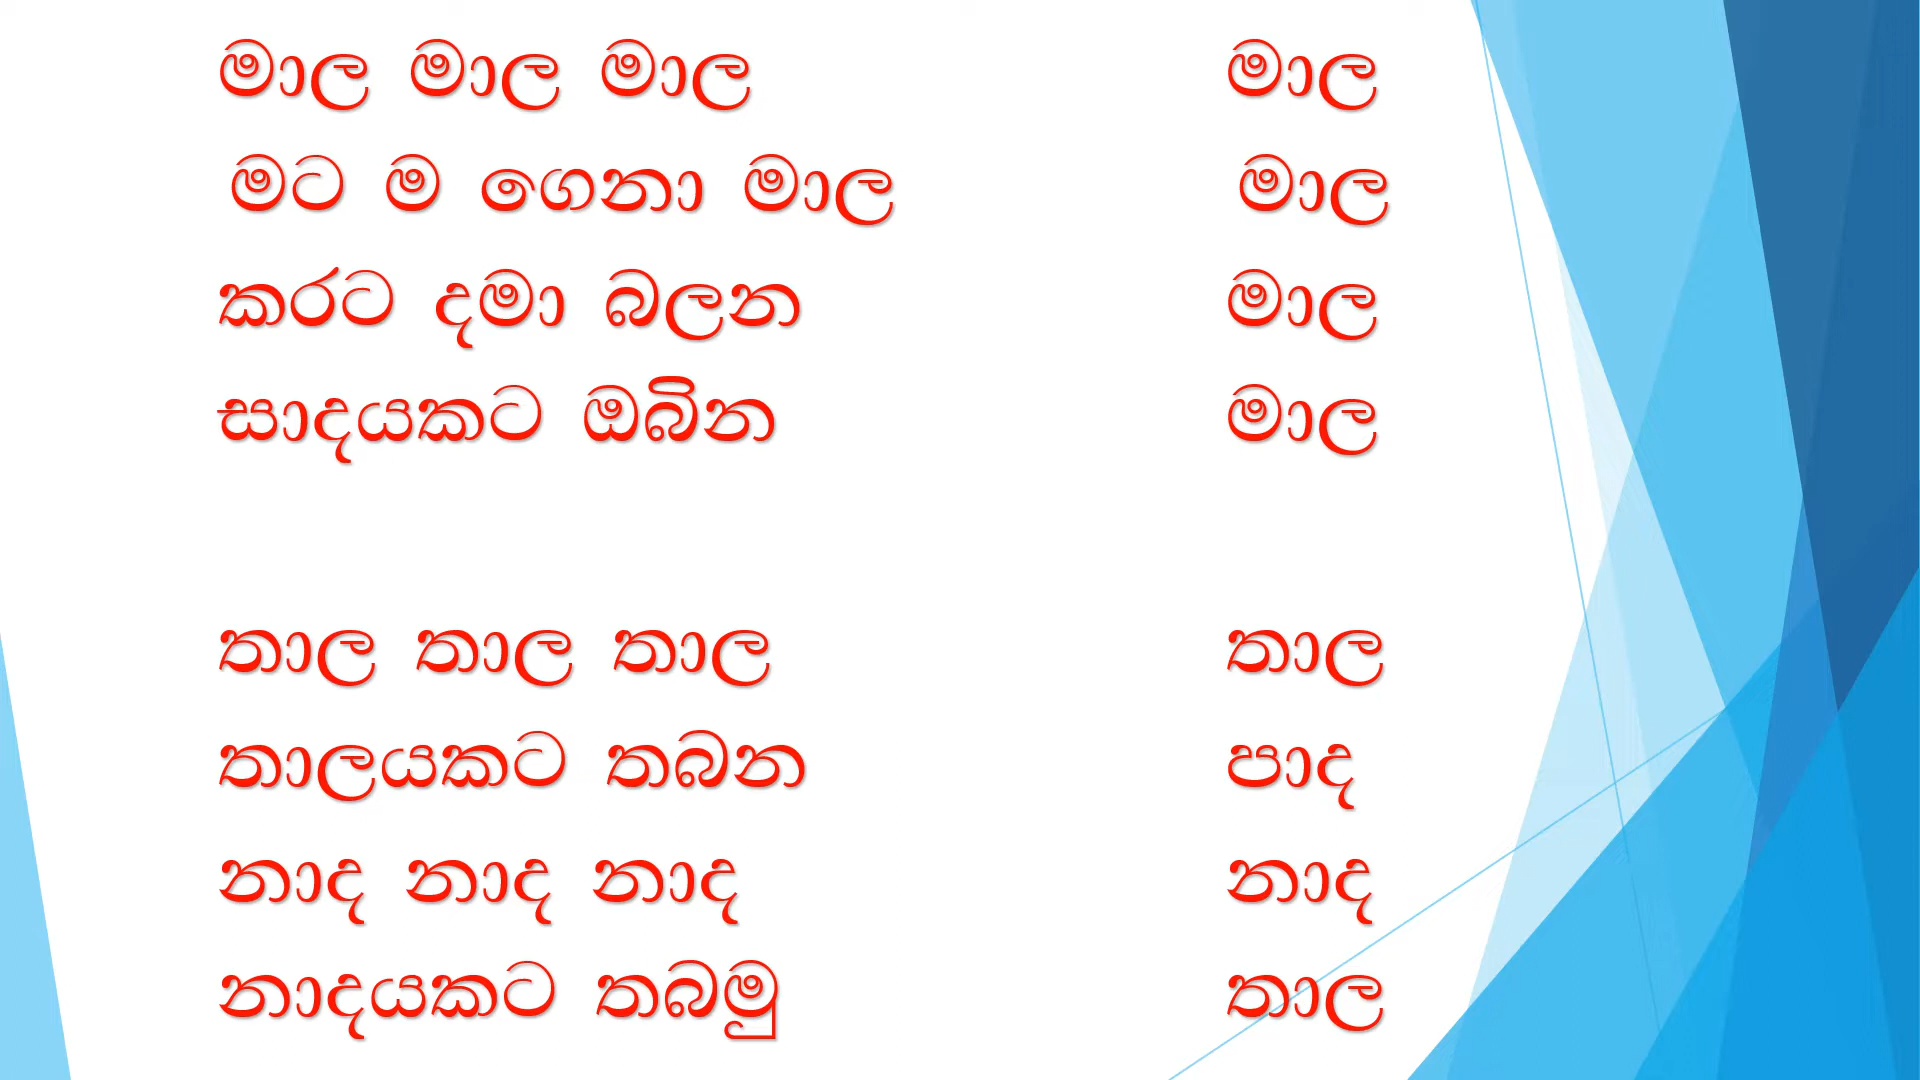 මාල මාල මාල මාල
මට ම ගෙනා මාල මාල
කරට දමා බලන මාල
සාදයකට ඔබින මාල
තාල තාල තාල තාල
තාලයකට තබන පාද
නාද නාද නාද නාද
නාදයකට තබමු තාල